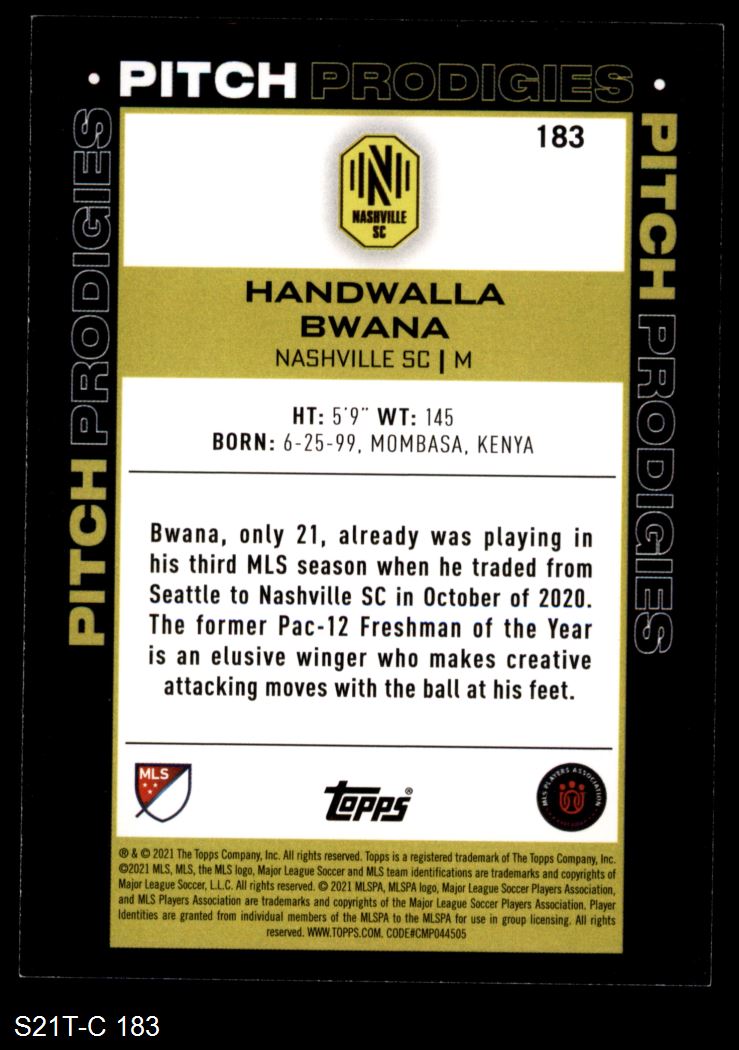 • PITCH PRODIGIES •
PITCH PRODIGIES
PITCH PRODIGIES
183
NASHVILLE
SC
HANDWALLA
BWANA
NASHVILLE SC | M
HT: 5'9" WT: 145
BORN: 6-25-99, MOMBASA, KENYA
Bwana, only 21, already was playing in
his third MLS season when he traded from
Seattle to Nashville SC in October of 2020.
The former Pac-12 Freshman of the Year
is an elusive winger who makes creative
attacking moves with the ball at his feet.
MLS
topps®
MLS PLAYERS ASSOCIATION
® & © 2021 The Topps Company, Inc. All rights reserved. Topps is a registered trademark of The Topps Company, Inc.
©2021 MLS, MLS, the MLS logo, Major League Soccer and MLS team identifications are trademarks and copyrights of
Major League Soccer, L.L.C. All rights reserved. © 2021 MLSPA, MLSPA logo, Major League Soccer Players Association,
and MLS Players Association are trademarks and copyrights of the Major League Soccer Players Association. Player
Identities are granted from individual members of the MLSPA to the MLSPA for use in group licensing. All rights
reserved. WWW.TOPPS.COM. CODE#CMP044505
S21T-C 183